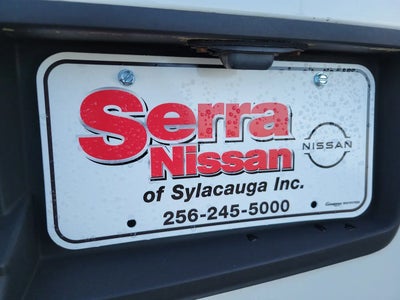 Serra
Nissan
NISSAN
of Sylacauga Inc.
256-245-5000